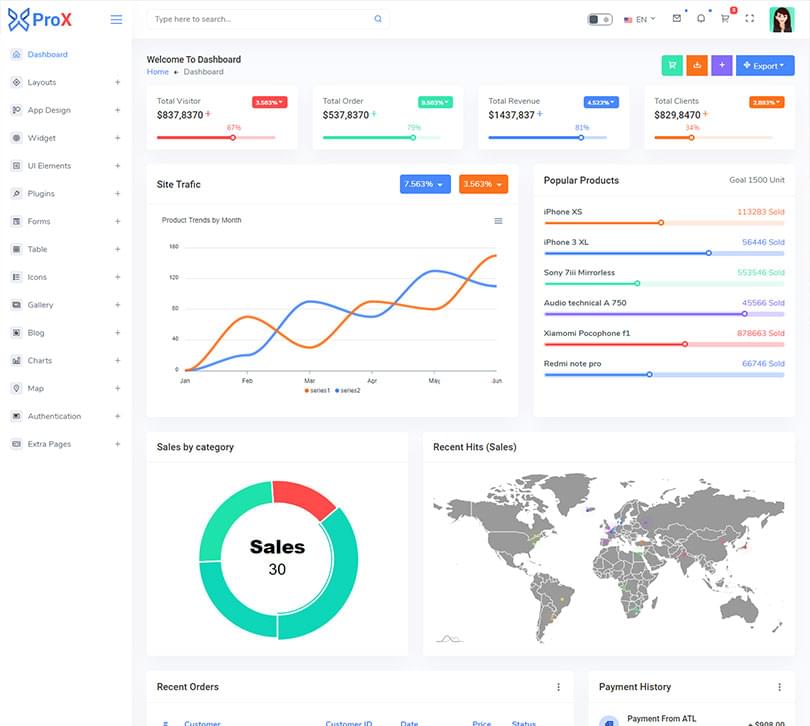 ProX
Type here to search...
EN
8
Dashboard
Layouts +
App Design +
Widget +
UI Elements +
Plugins +
Forms +
Table +
Icons +
Gallery +
Blog +
Charts +
Map +
Authentication +
Extra Pages +
Welcome To Dashboard
Home Dashboard
+ Export
Total Visitor 3.563%
$837,8370 +
67%
Total Order 8.563%
$537,8370 +
79%
Total Revenue 4.523%
$1437,837 +
81%
Total Clients 2.893%
$829,8470 +
34%
Site Trafic 7.563% 3.563%
Product Trends by Month
160
120
80
40
0
Jan Feb Mar Apr May Jun
series1 series2
Popular Products Goal 1500 Unit
iPhone XS 113283 Sold
iPhone 3 XL 56446 Sold
Sony 7iii Mirrorless 553546 Sold
Audio technical A 750 45566 Sold
Xiamomi Pocophone f1 878663 Sold
Redmi note pro 66746 Sold
Sales by category
Sales
30
Recent Hits (Sales)
Recent Orders
# Customer Customer ID Date Price Status
Payment History
Payment From ATL
+ $908.00